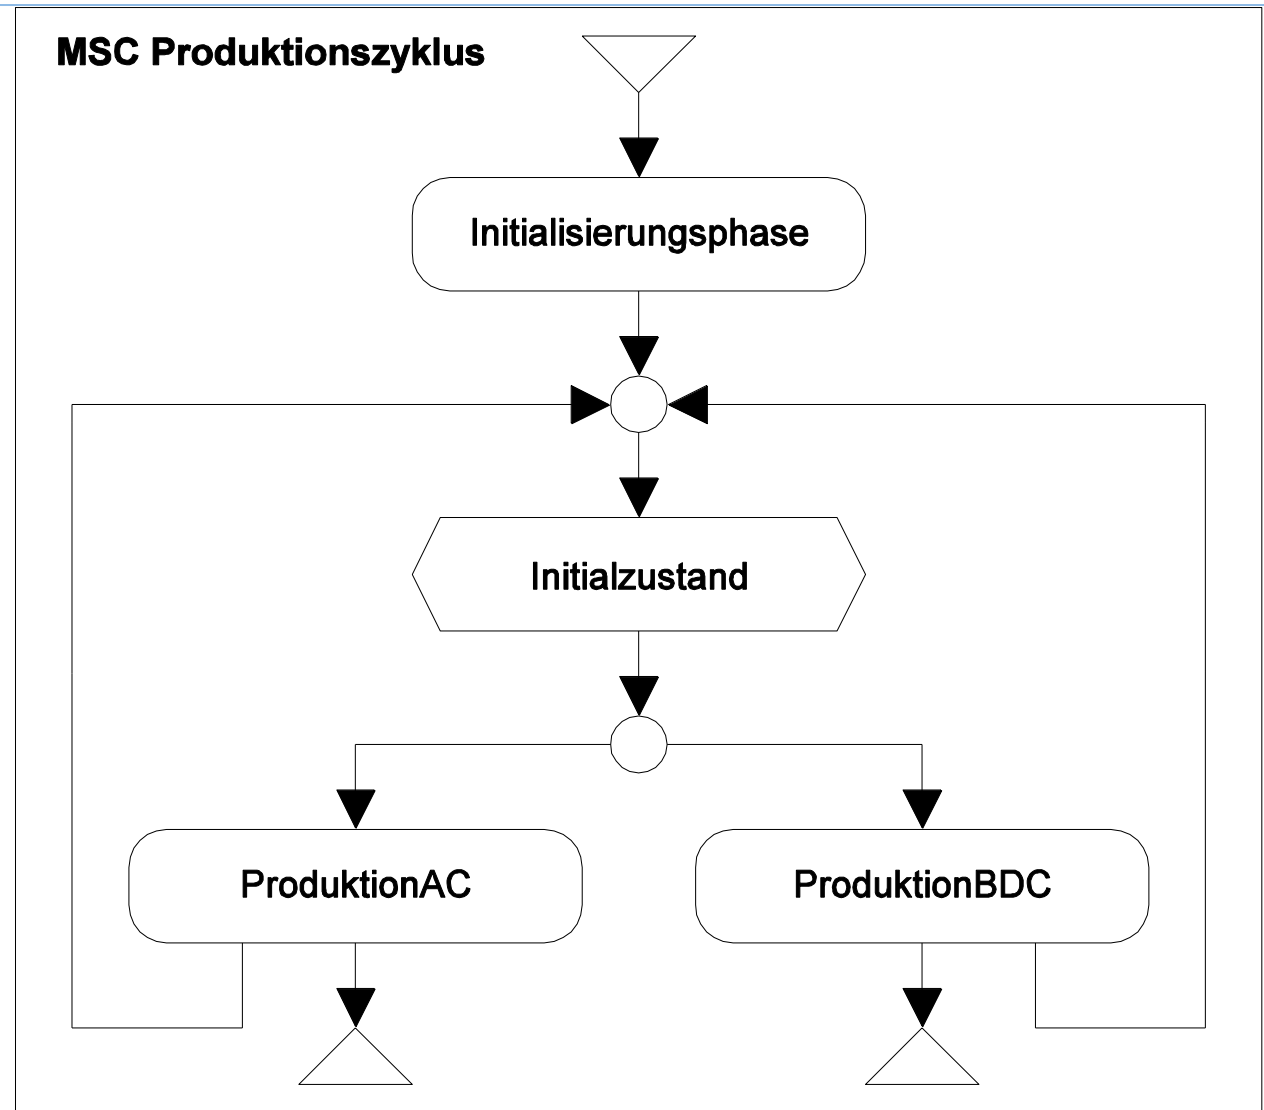 MSC Produktionszyklus
Initialisierungsphase
Initialzustand
ProduktionAC
ProduktionBDC